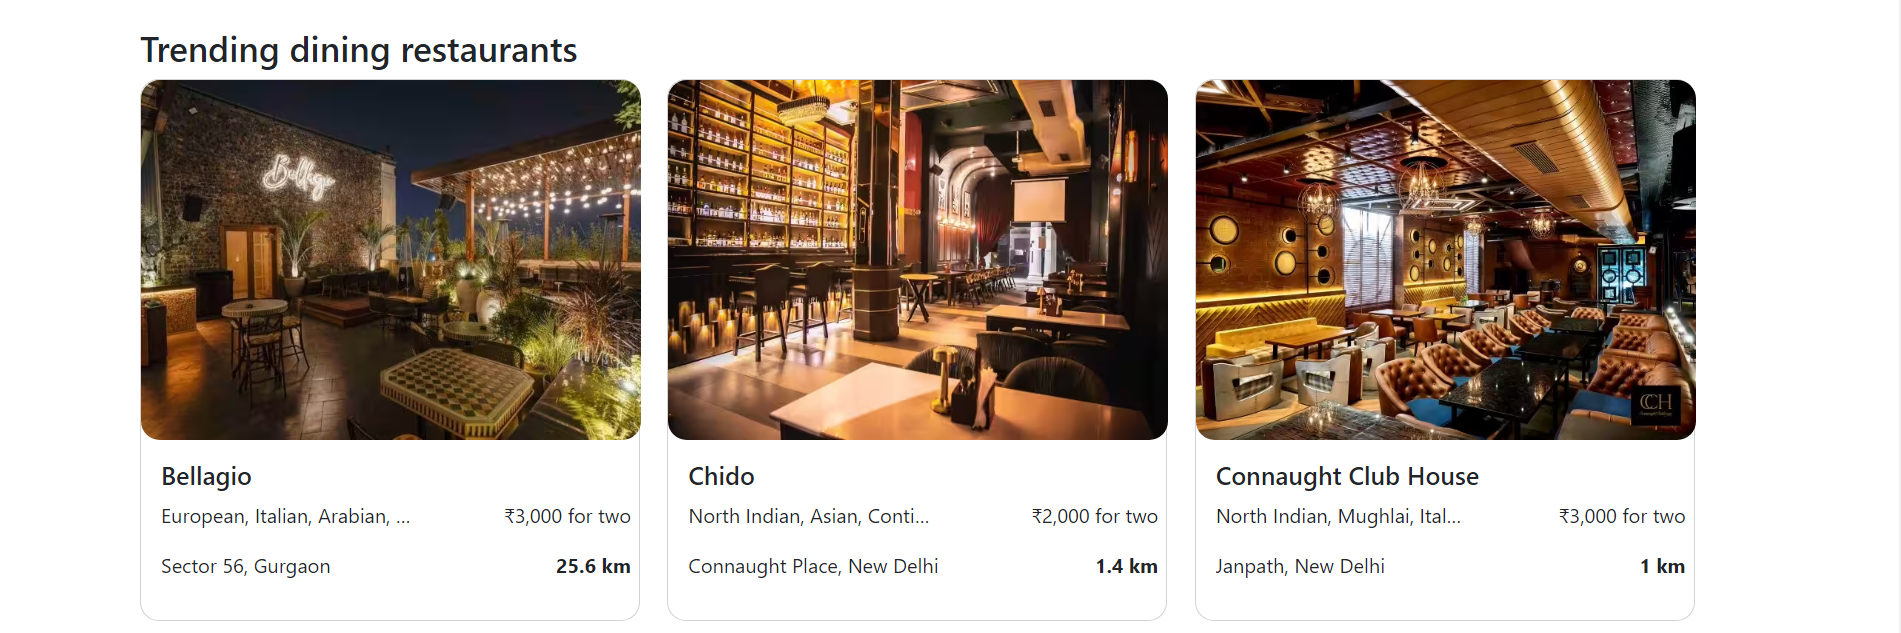 Trending dining restaurants
Bellagio
CCH
Bellagio
European, Italian, Arabian, ...
₹3,000 for two
Sector 56, Gurgaon
25.6 km
Chido
North Indian, Asian, Conti...
₹2,000 for two
Connaught Place, New Delhi
1.4 km
Connaught Club House
North Indian, Mughlai, Ital...
₹3,000 for two
Janpath, New Delhi
1 km